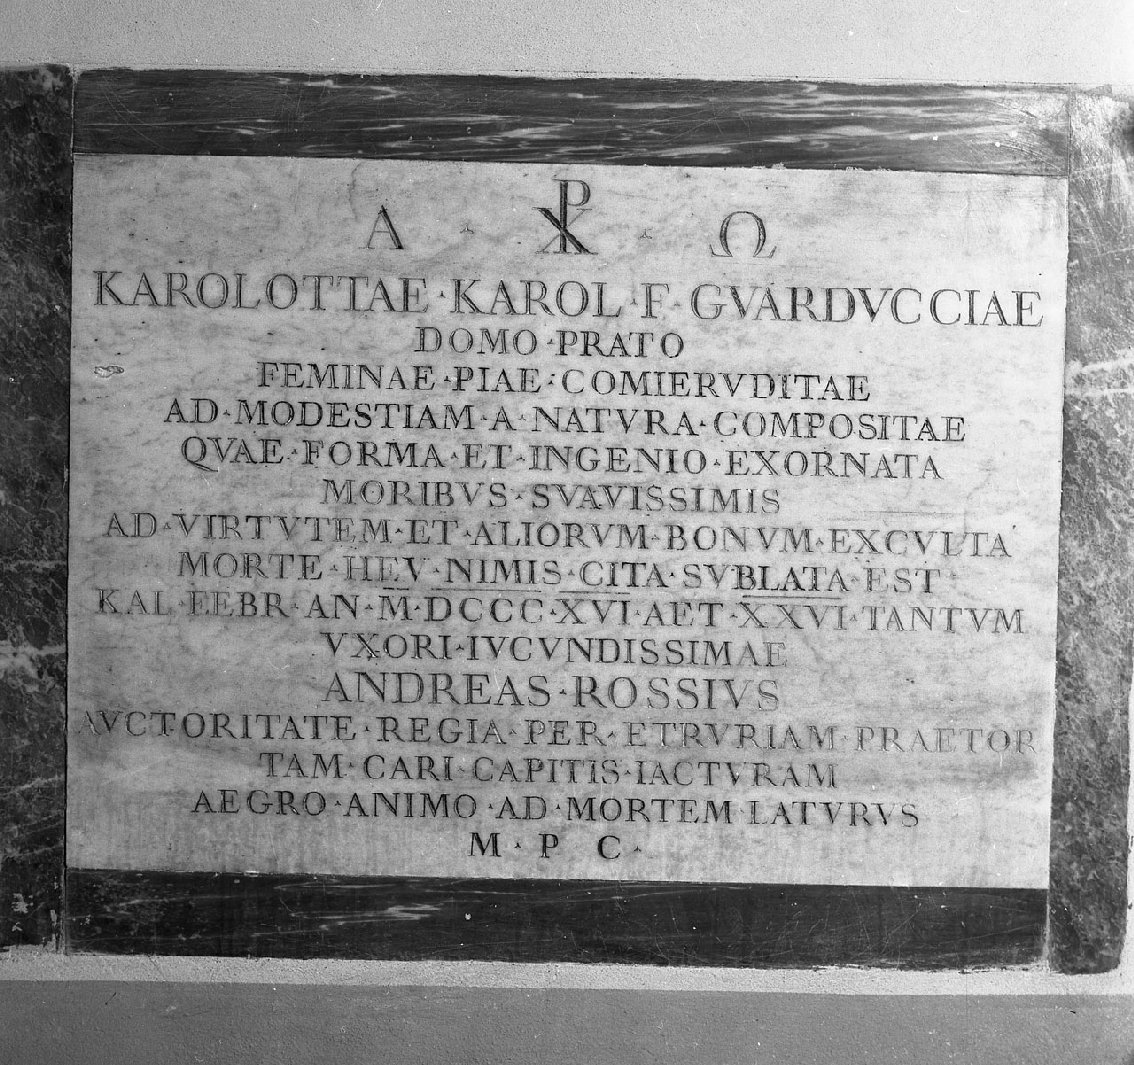 Α · ☧ · Ω
KAROLOTTAE · KAROL · F · GVARDVCCIAE
DOMO · PRATO
FEMINAE · PIAE · COMIERVDITAE
AD · MODESTIAM · A · NATVRA · COMPOSITAE
QVAE · FORMA · ET · INGENIO · EXORNATA
MORIBVS · SVAVISSIMIS
AD · VIRTVTEM · ET · ALIORVM · BONVM · EXCVLTA
MORTE · HEV · NIMIS · CITA · SVBLATA · EST
KAL · FEBR · AN · M · DCCC · XVI · AET · XXVI · TANTVM
VXORI · IVCVNDISSIMAE
ANDREAS · ROSSIVS
AVCTORITATE · REGIA · PER · ETRVRIAM · PRAETOR
TAM · CARI · CAPITIS · IACTVRAM
AEGRO · ANIMO · AD · MORTEM · LATVRVS
M · P · C ·